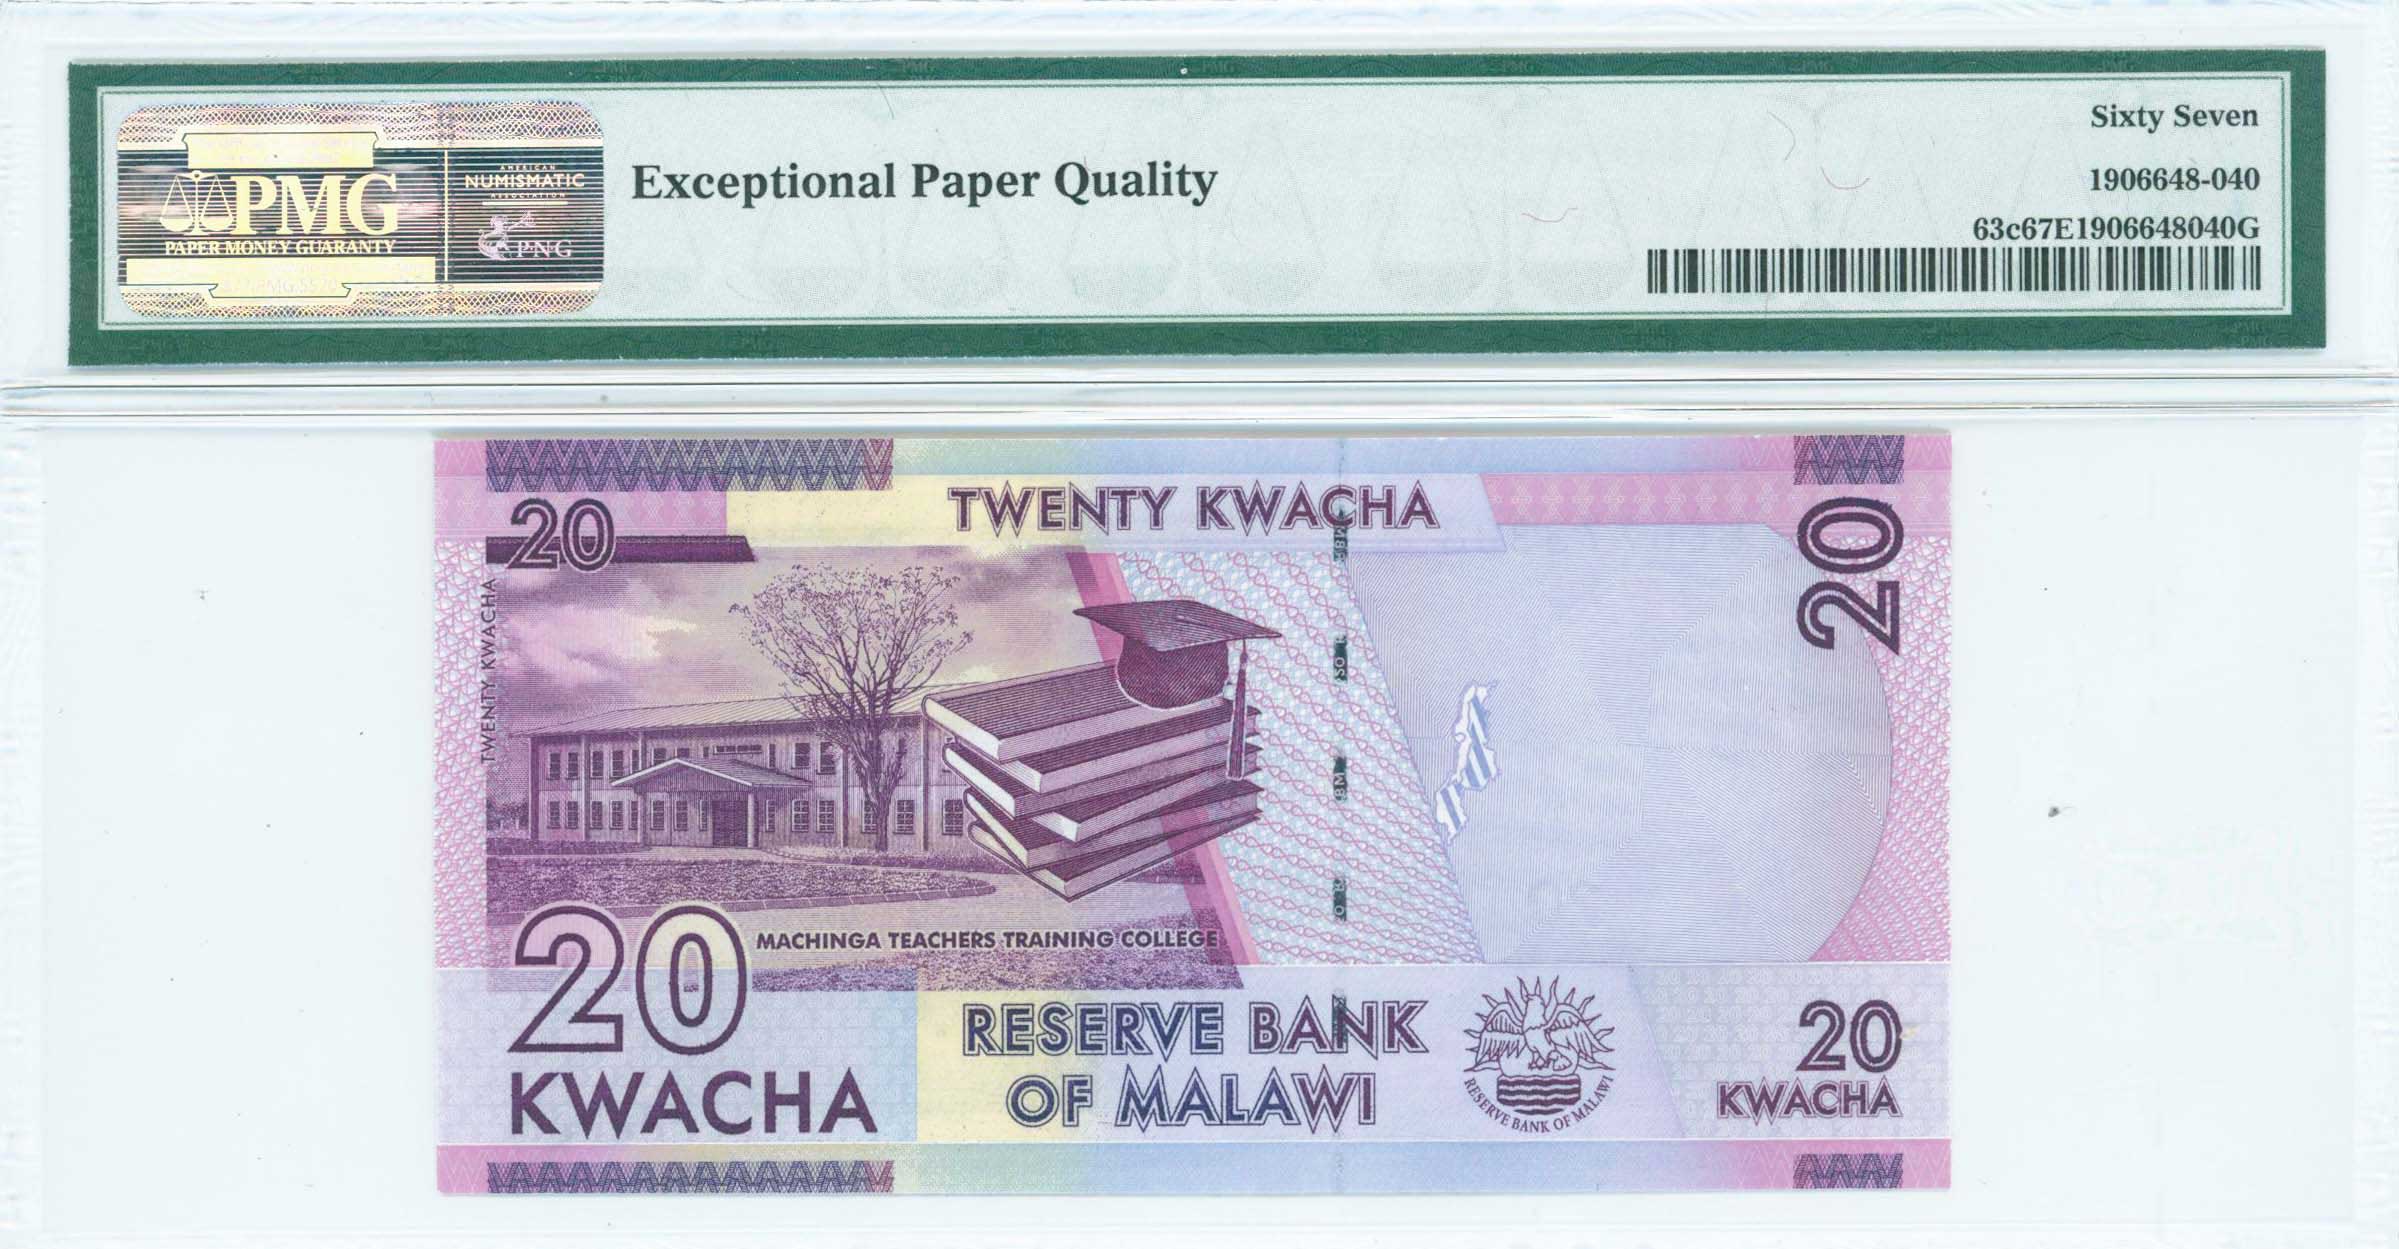 PMG
PAPER MONEY GUARANTY
AMERICAN
NUMISMATIC
ASSOCIATION
PNG
Exceptional Paper Quality
Sixty Seven
1906648-040
63c67E1906648040G
20
TWENTY KWACHA
20
TWENTY KWACHA
MACHINGA TEACHERS TRAINING COLLEGE
20
KWACHA
RESERVE BANK
OF MALAWI
RESERVE BANK OF MALAWI
20
KWACHA